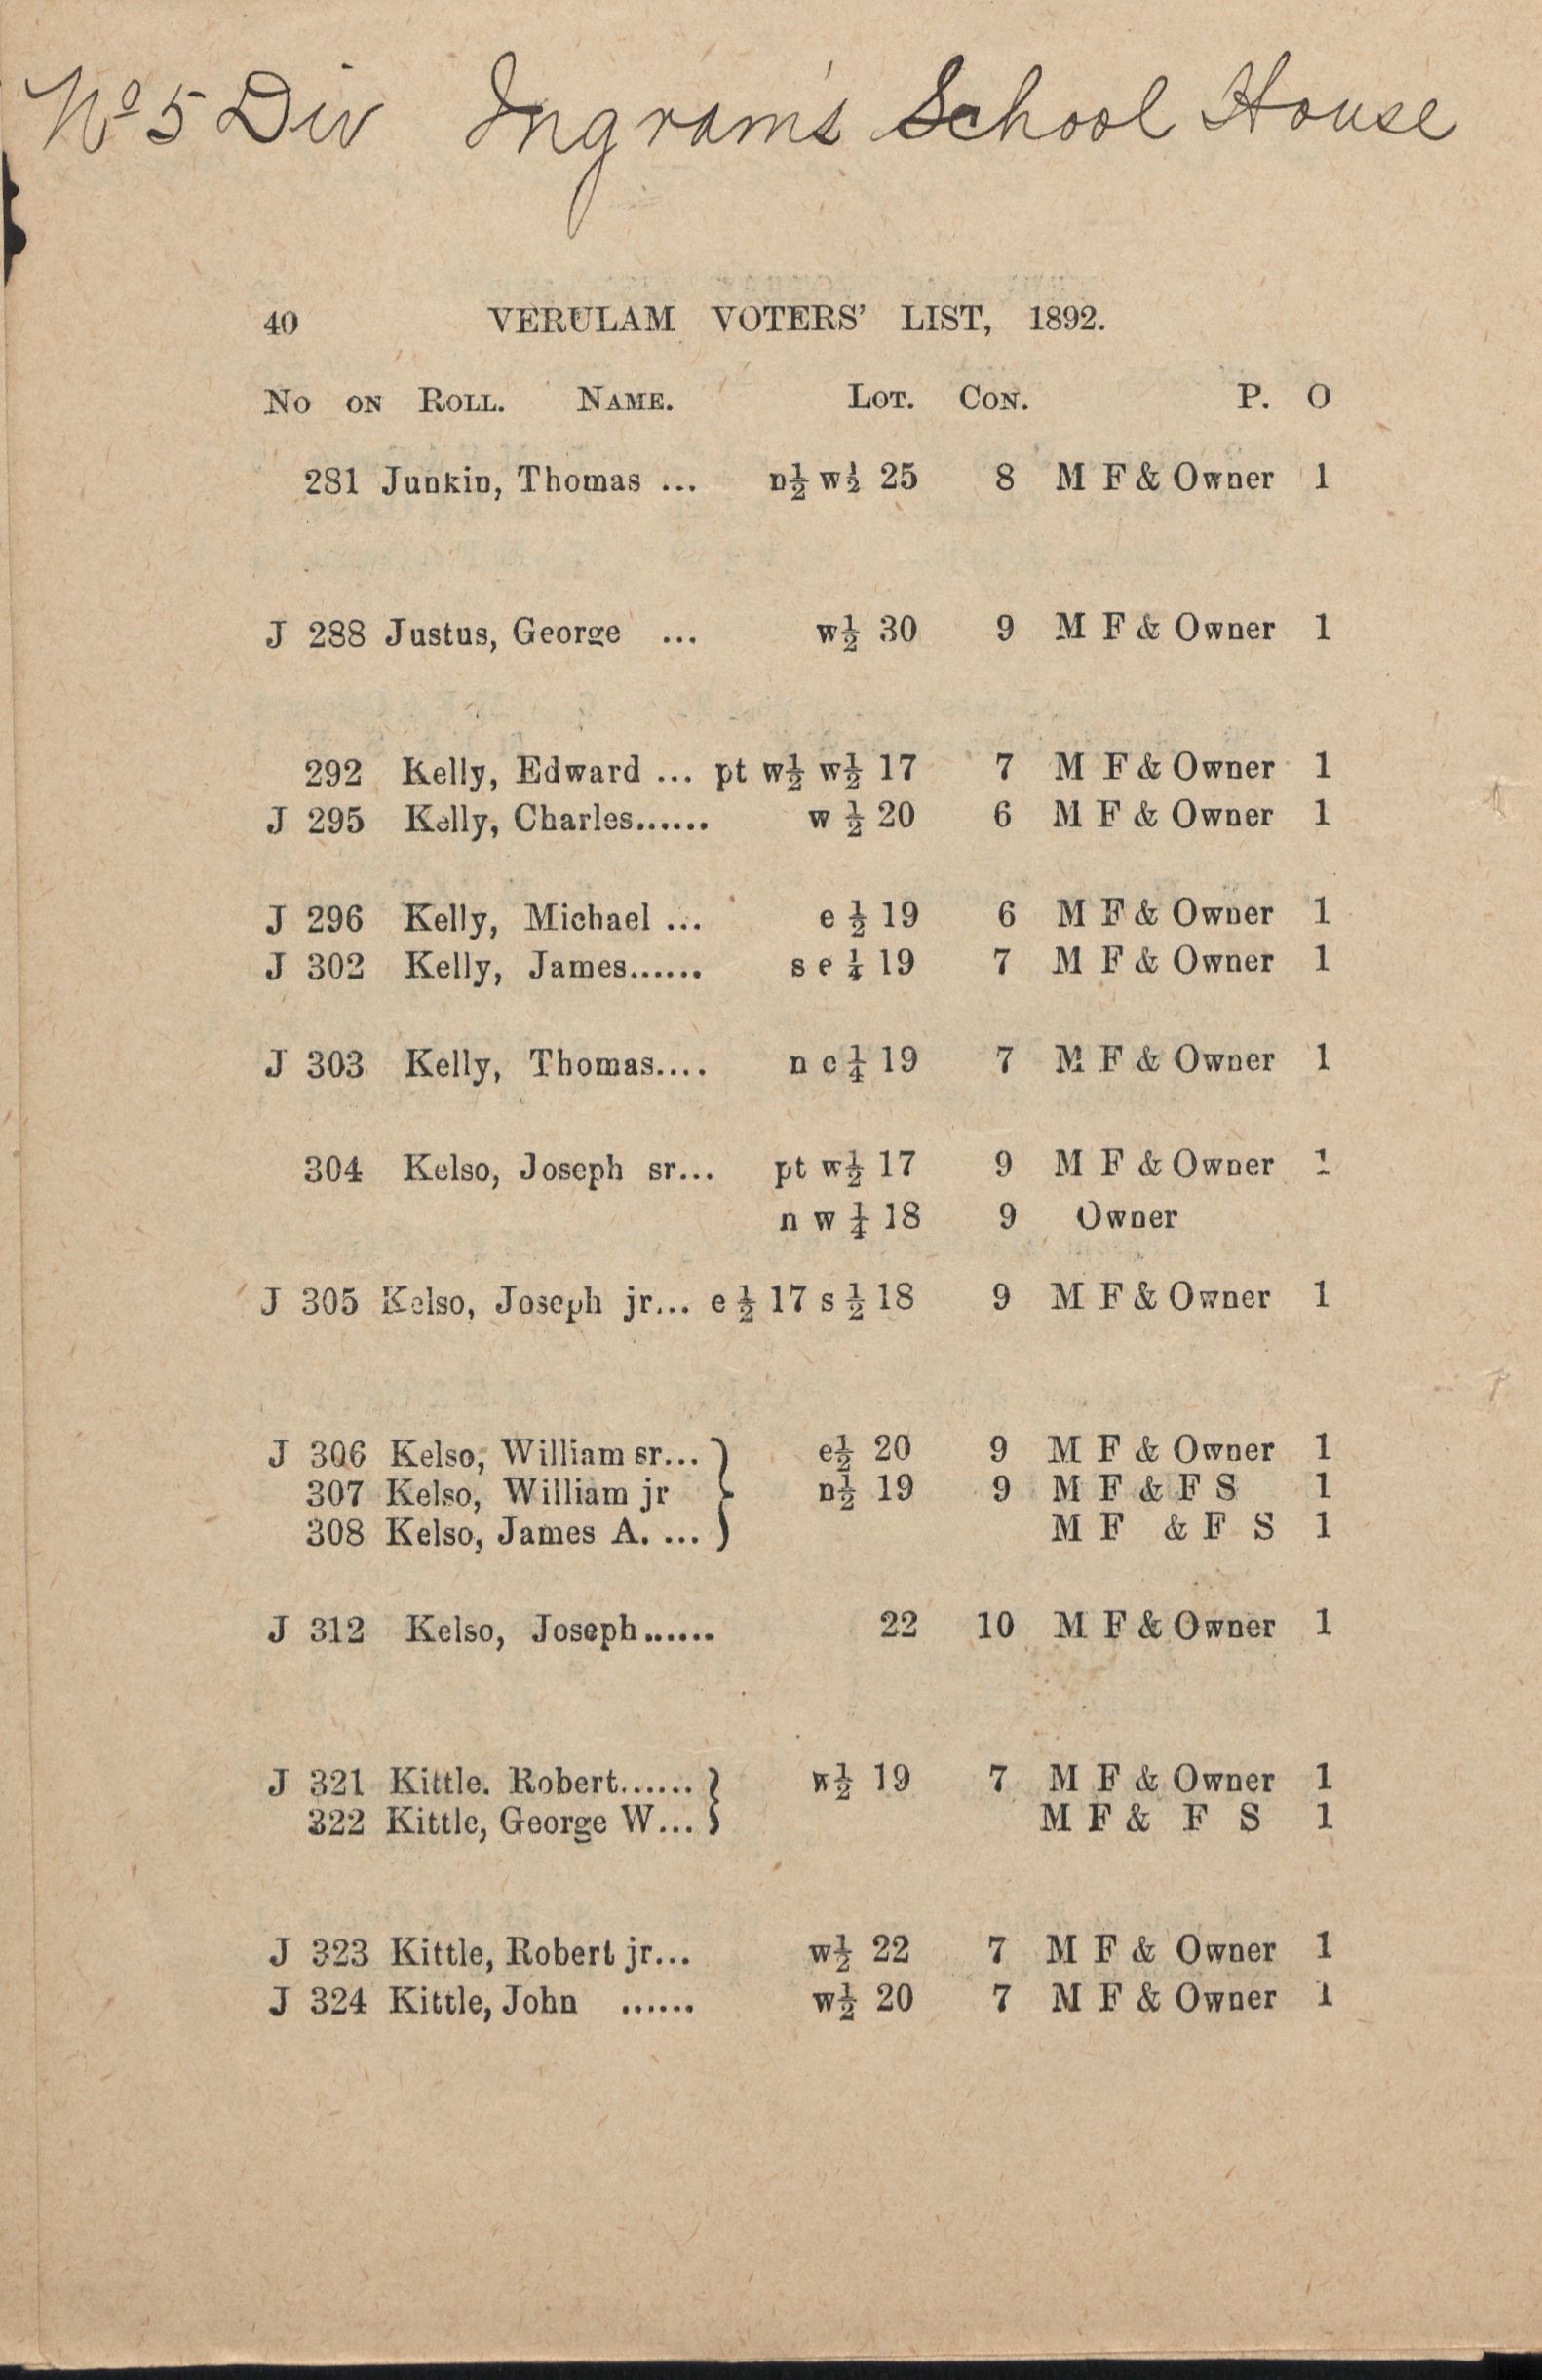 No 5 Div Ingram's School House
40 VERULAM VOTERS' LIST, 1892.
No on Roll. Name. Lot. Con. P. O
281 Junkin, Thomas ... n½ w½ 25 8 M F & Owner 1
J 288 Justus, George ... w½ 30 9 M F & Owner 1
292 Kelly, Edward ... pt w½ w½ 17 7 M F & Owner 1
J 295 Kelly, Charles...... w ½ 20 6 M F & Owner 1
J 296 Kelly, Michael ... e ½ 19 6 M F & Owner 1
J 302 Kelly, James...... s e ¼ 19 7 M F & Owner 1
J 303 Kelly, Thomas.... n e ¼ 19 7 M F & Owner 1
304 Kelso, Joseph sr... pt w½ 17 9 M F & Owner 1
n w ¼ 18 9 Owner
J 305 Kelso, Joseph jr... e ½ 17 s ½ 18 9 M F & Owner 1
J 306 Kelso, William sr... } e½ 20 9 M F & Owner 1
307 Kelso, William jr } n½ 19 9 M F & F S 1
308 Kelso, James A. ... } M F & F S 1
J 312 Kelso, Joseph...... 22 10 M F & Owner 1
J 321 Kittle. Robert...... } w½ 19 7 M F & Owner 1
322 Kittle, George W... } M F & F S 1
J 323 Kittle, Robert jr... w½ 22 7 M F & Owner 1
J 324 Kittle, John ...... w½ 20 7 M F & Owner 1